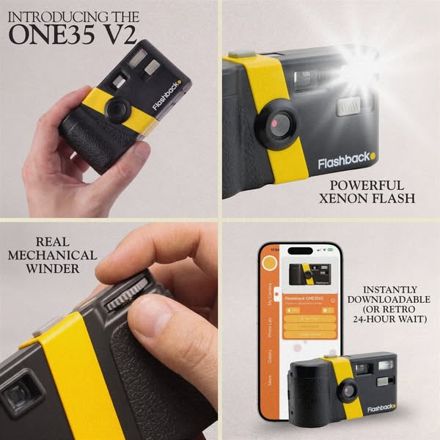 INTRODUCING THE
ONE35 V2
Flashback
Flashback
POWERFUL
XENON FLASH
REAL
MECHANICAL
WINDER
INSTANTLY
DOWNLOADABLE
(OR RETRO
24-HOUR WAIT)
Flashback